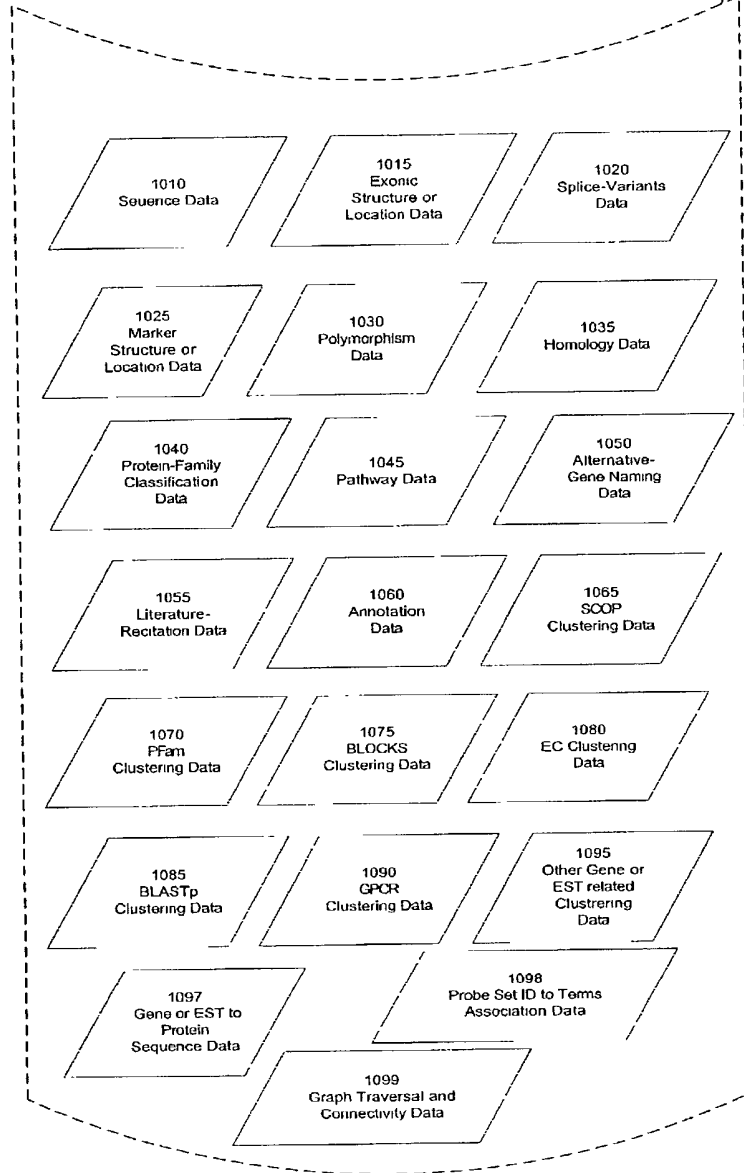 1010
Seuence Data
1015
Exonic
Structure or
Location Data
1020
Splice-Variants
Data
1025
Marker
Structure or
Location Data
1030
Polymorphism
Data
1035
Homology Data
1040
Protein-Family
Classification
Data
1045
Pathway Data
1050
Alternative-
Gene Naming
Data
1055
Literature-
Recitation Data
1060
Annotation
Data
1065
SCOP
Clustering Data
1070
PFam
Clustering Data
1075
BLOCKS
Clustering Data
1080
EC Clustering
Data
1085
BLASTp
Clustering Data
1090
GPCR
Clustering Data
1095
Other Gene or
EST related
Clustrering
Data
1097
Gene or EST to
Protein
Sequence Data
1098
Probe Set ID to Terms
Association Data
1099
Graph Traversal and
Connectivity Data